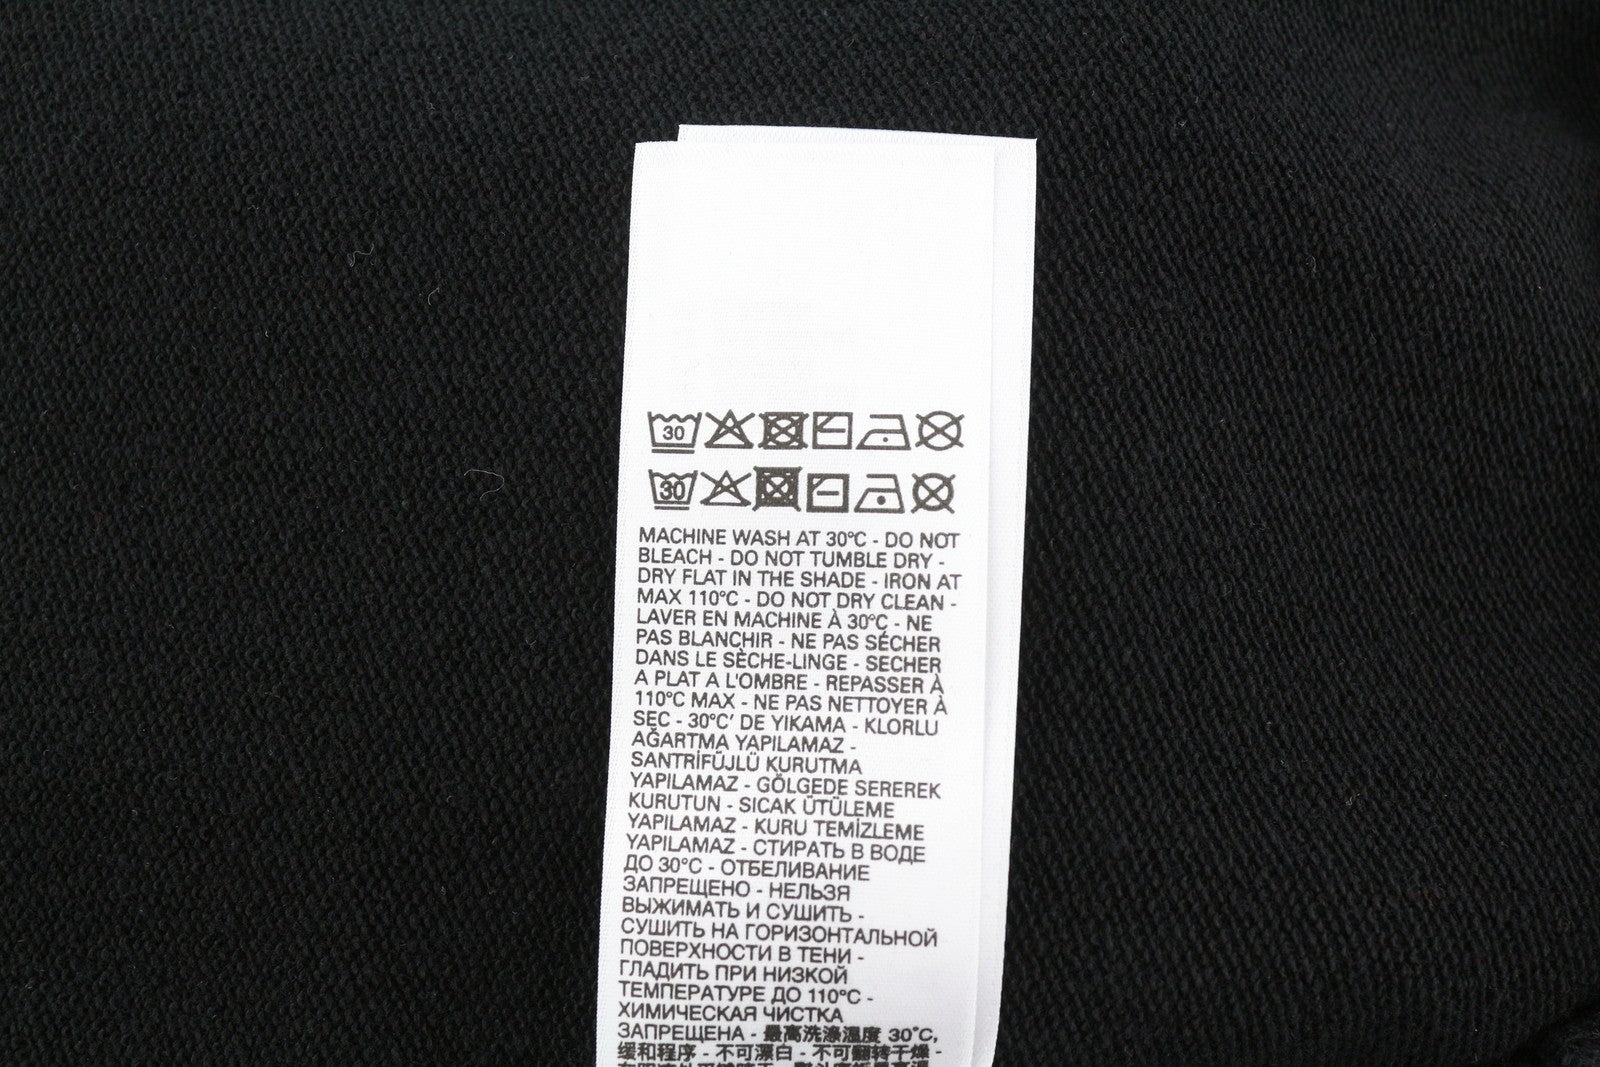 30
30
MACHINE WASH AT 30°C - DO NOT
BLEACH - DO NOT TUMBLE DRY -
DRY FLAT IN THE SHADE - IRON AT
MAX 110°C - DO NOT DRY CLEAN -
LAVER EN MACHINE À 30°C - NE
PAS BLANCHIR - NE PAS SÉCHER
DANS LE SÈCHE-LINGE - SECHER
A PLAT A L'OMBRE - REPASSER À
110°C MAX - NE PAS NETTOYER À
SEC - 30°C' DE YIKAMA - KLORLU
AĞARTMA YAPILAMAZ -
SANTRİFÜJLÜ KURUTMA
YAPILAMAZ - GÖLGEDE SEREREK
KURUTUN - SICAK ÜTÜLEME
YAPILAMAZ - KURU TEMİZLEME
YAPILAMAZ - СТИРАТЬ В ВОДЕ
ДО 30°C - ОТБЕЛИВАНИЕ
ЗАПРЕЩЕНО - НЕЛЬЗЯ
ВЫЖИМАТЬ И СУШИТЬ -
СУШИТЬ НА ГОРИЗОНТАЛЬНОЙ
ПОВЕРХНОСТИ В ТЕНИ -
ГЛАДИТЬ ПРИ НИЗКОЙ
ТЕМПЕРАТУРЕ ДО 110°C -
ХИМИЧЕСКАЯ ЧИСТКА
ЗАПРЕЩЕНА - 最高洗涤温度 30°C,
缓和程序 - 不可漂白 - 不可翻转干燥 -